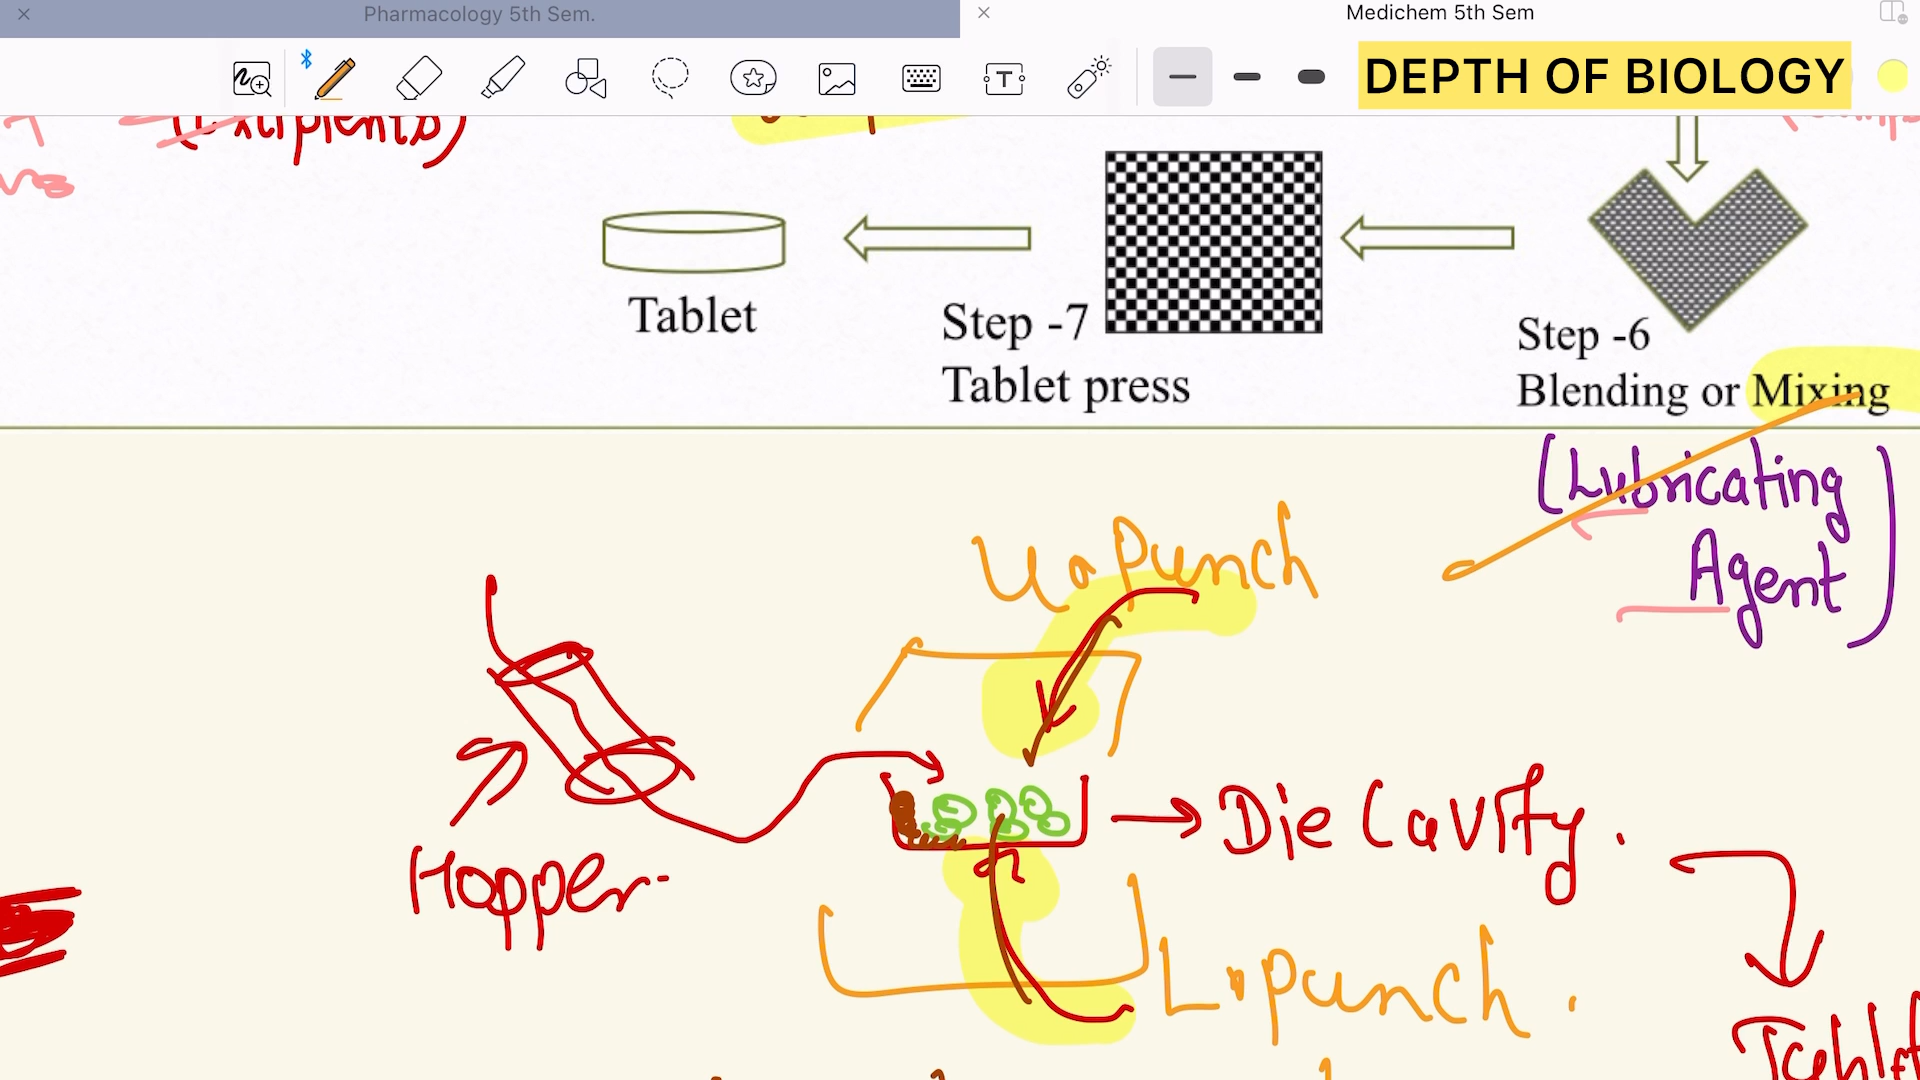 Pharmacology 5th Sem.
Medichem 5th Sem
DEPTH OF BIOLOGY
Tablet
Step -7
Tablet press
Step -6
Blending or Mixing
(Lubricating
Agent)
U. Punch
Hopper.
Die Cavity.
L. punch.